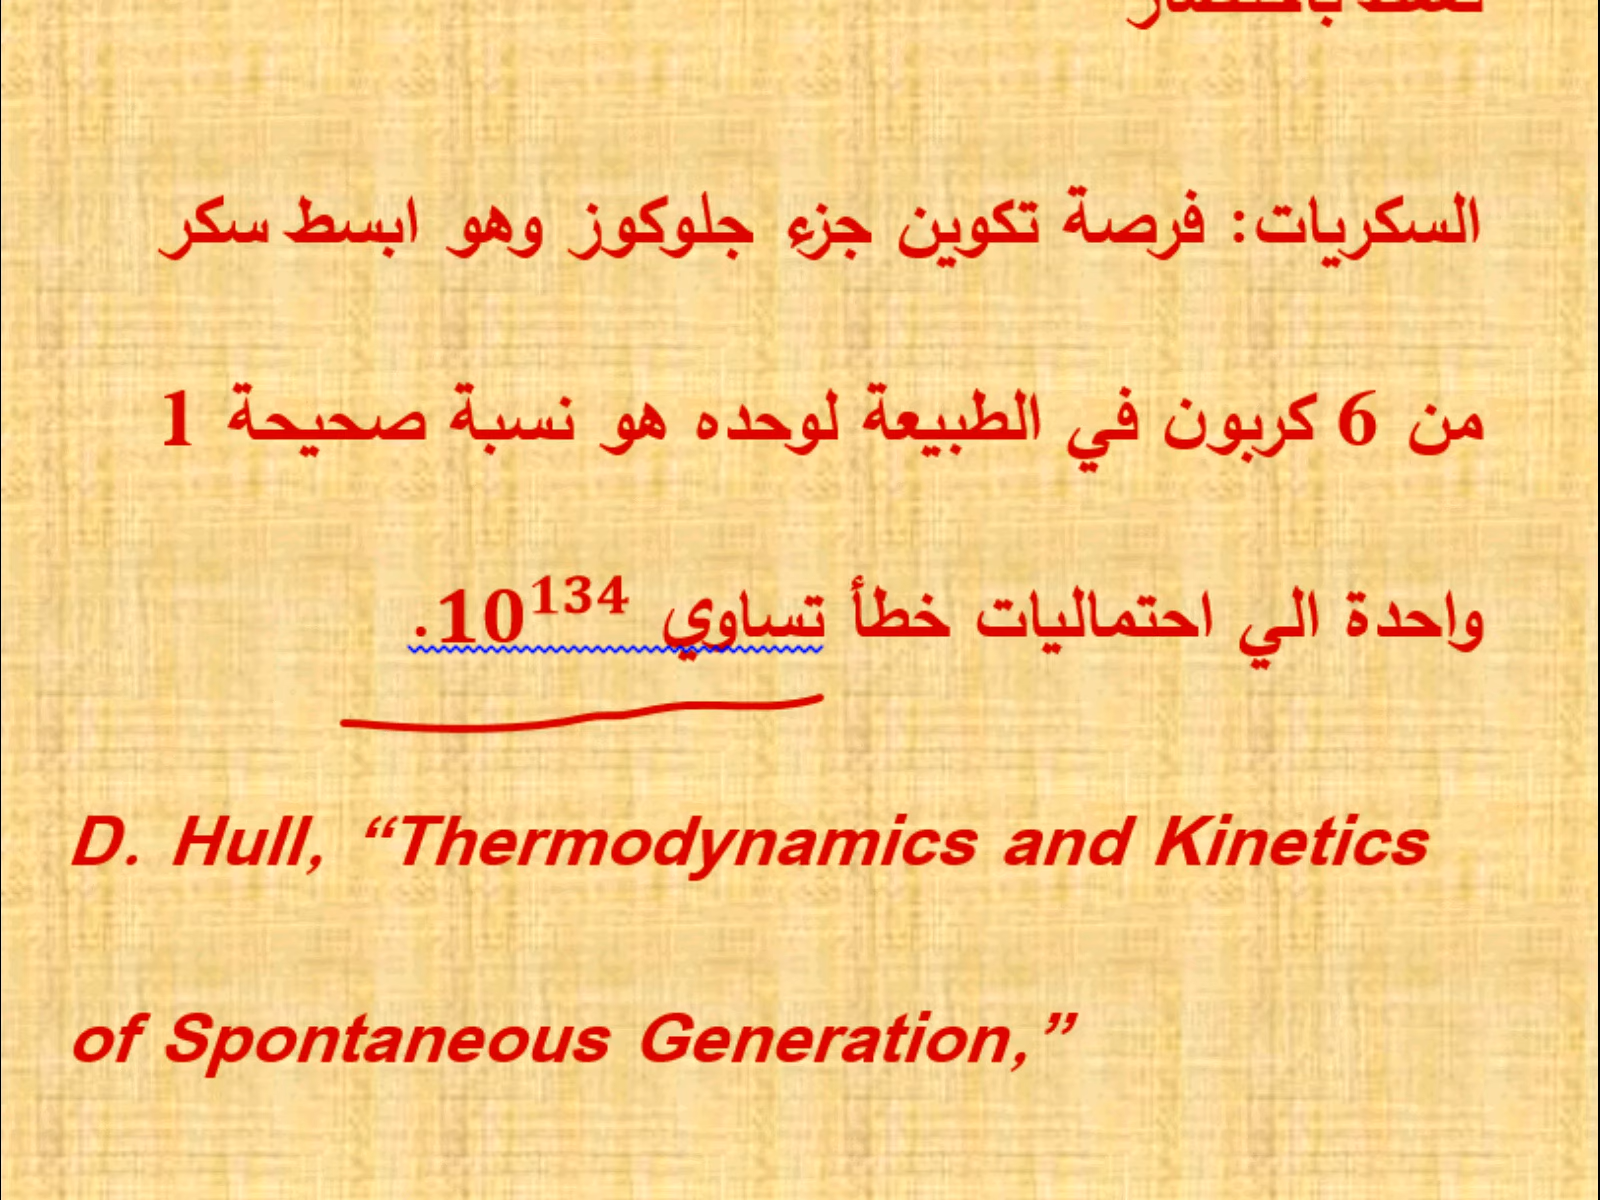 السكريات: فرصة تكوين جزء جلوكوز وهو ابسط سكر
من 6 كربون في الطبيعة لوحده هو نسبة صحيحة 1
واحدة الي احتماليات خطأ تساوي 10¹³⁴.
D. Hull, “Thermodynamics and Kinetics
of Spontaneous Generation,”